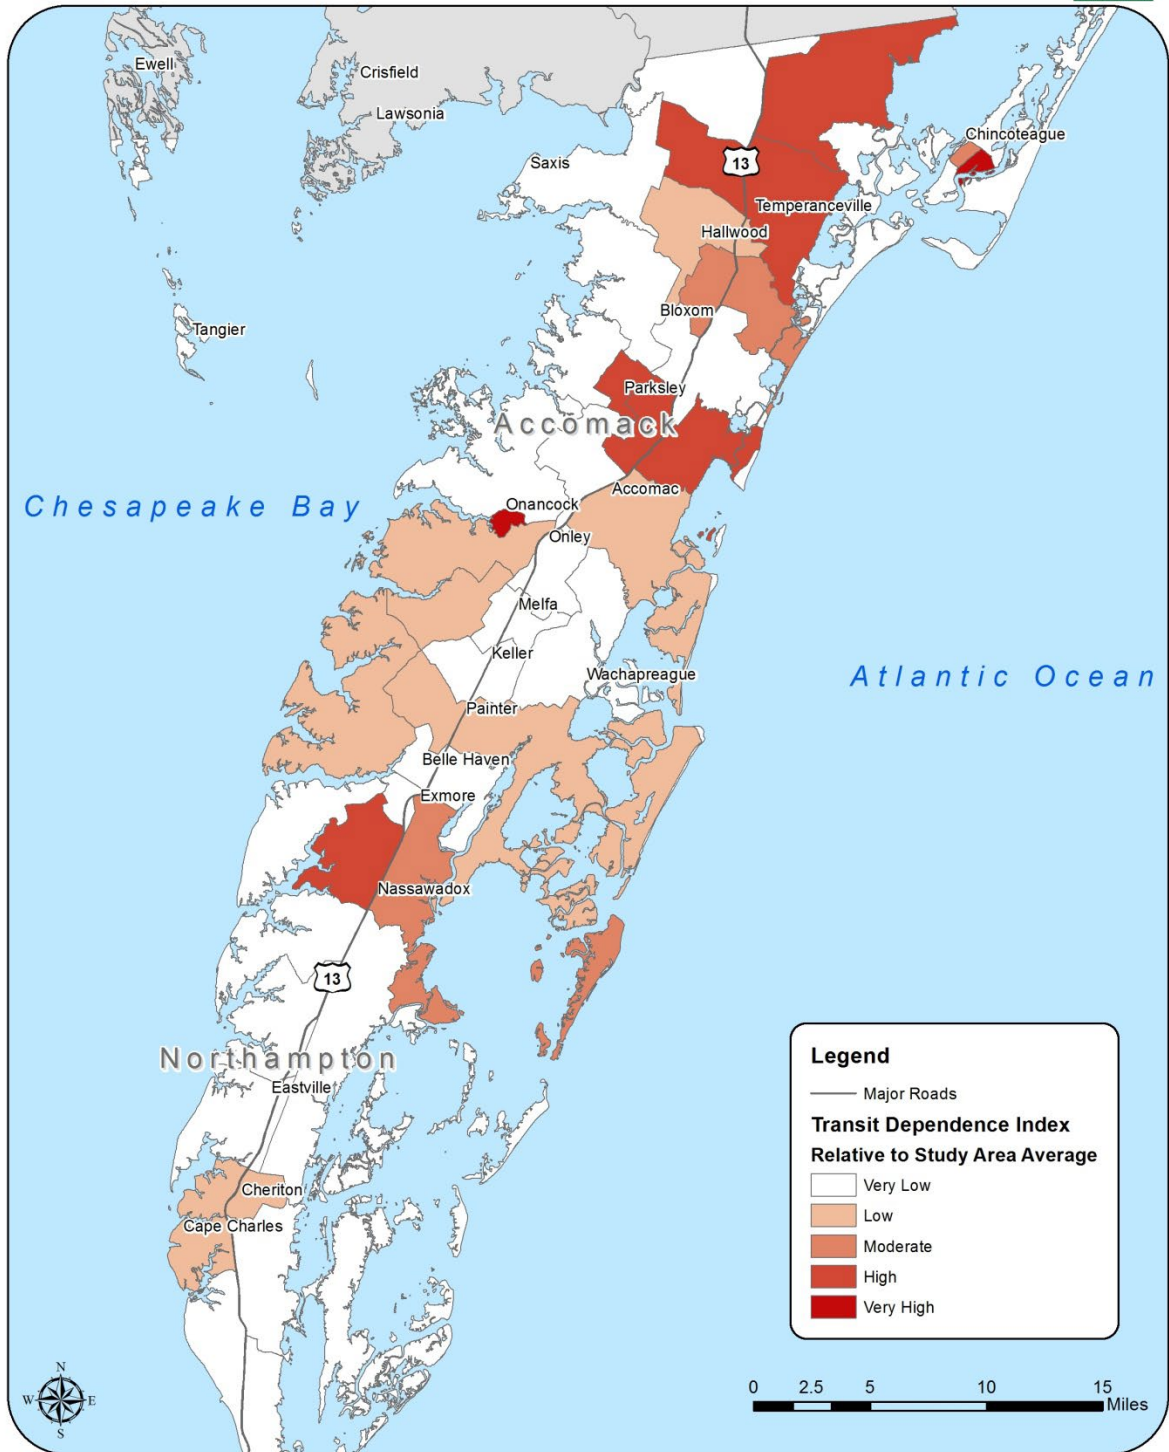 Ewell
Crisfield
Lawsonia
Chincoteague
Saxis
13
Temperanceville
Hallwood
Bloxom
Tangier
Parksley
Accomack
Accomac
Chesapeake Bay
Onancock
Onley
Melfa
Keller
Wachapreague
Atlantic Ocean
Painter
Belle Haven
Exmore
Nassawadox
13
Northampton
Eastville
Cheriton
Cape Charles
Legend
Major Roads
Transit Dependence Index
Relative to Study Area Average
Very Low
Low
Moderate
High
Very High
N
W E
S
0 2.5 5 10 15
Miles